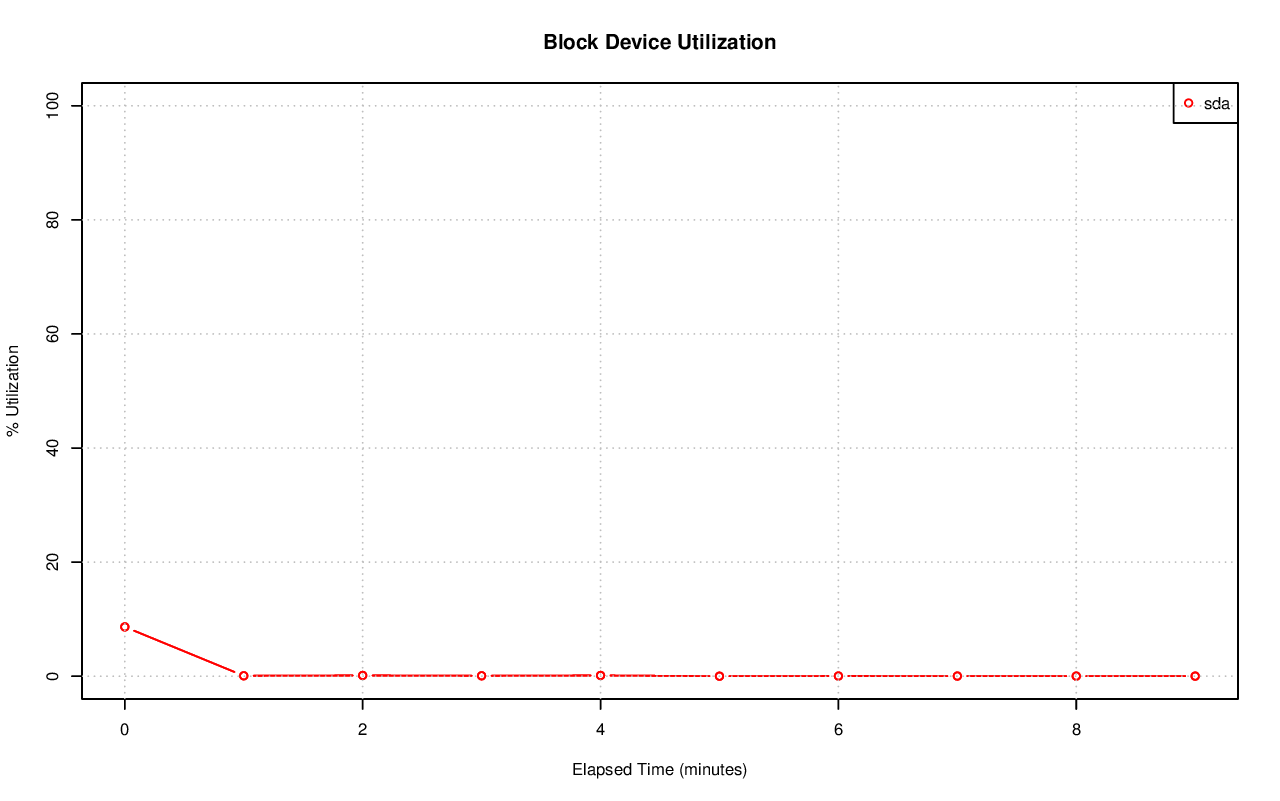 Block Device Utilization
sda
% Utilization
100
80
60
40
20
0
0 2 4 6 8
Elapsed Time (minutes)